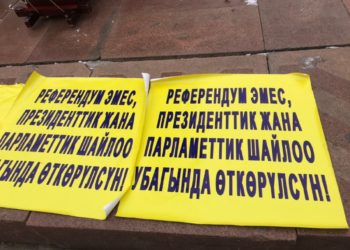 РЕФЕРЕНДУМ ЭМЕС,
ПРЕЗИДЕНТТИК ЖАНА
ПАРЛАМЕТТИК ШАЙЛОО
УБАГЫНДА ӨТКӨРҮЛСҮН!
РЕФЕРЕНДУМ ЭМЕС,
ПРЕЗИДЕНТТИК ЖАНА
ПАРЛАМЕТТИК ШАЙЛОО
УБАГЫНДА ӨТКӨРҮЛСҮН!